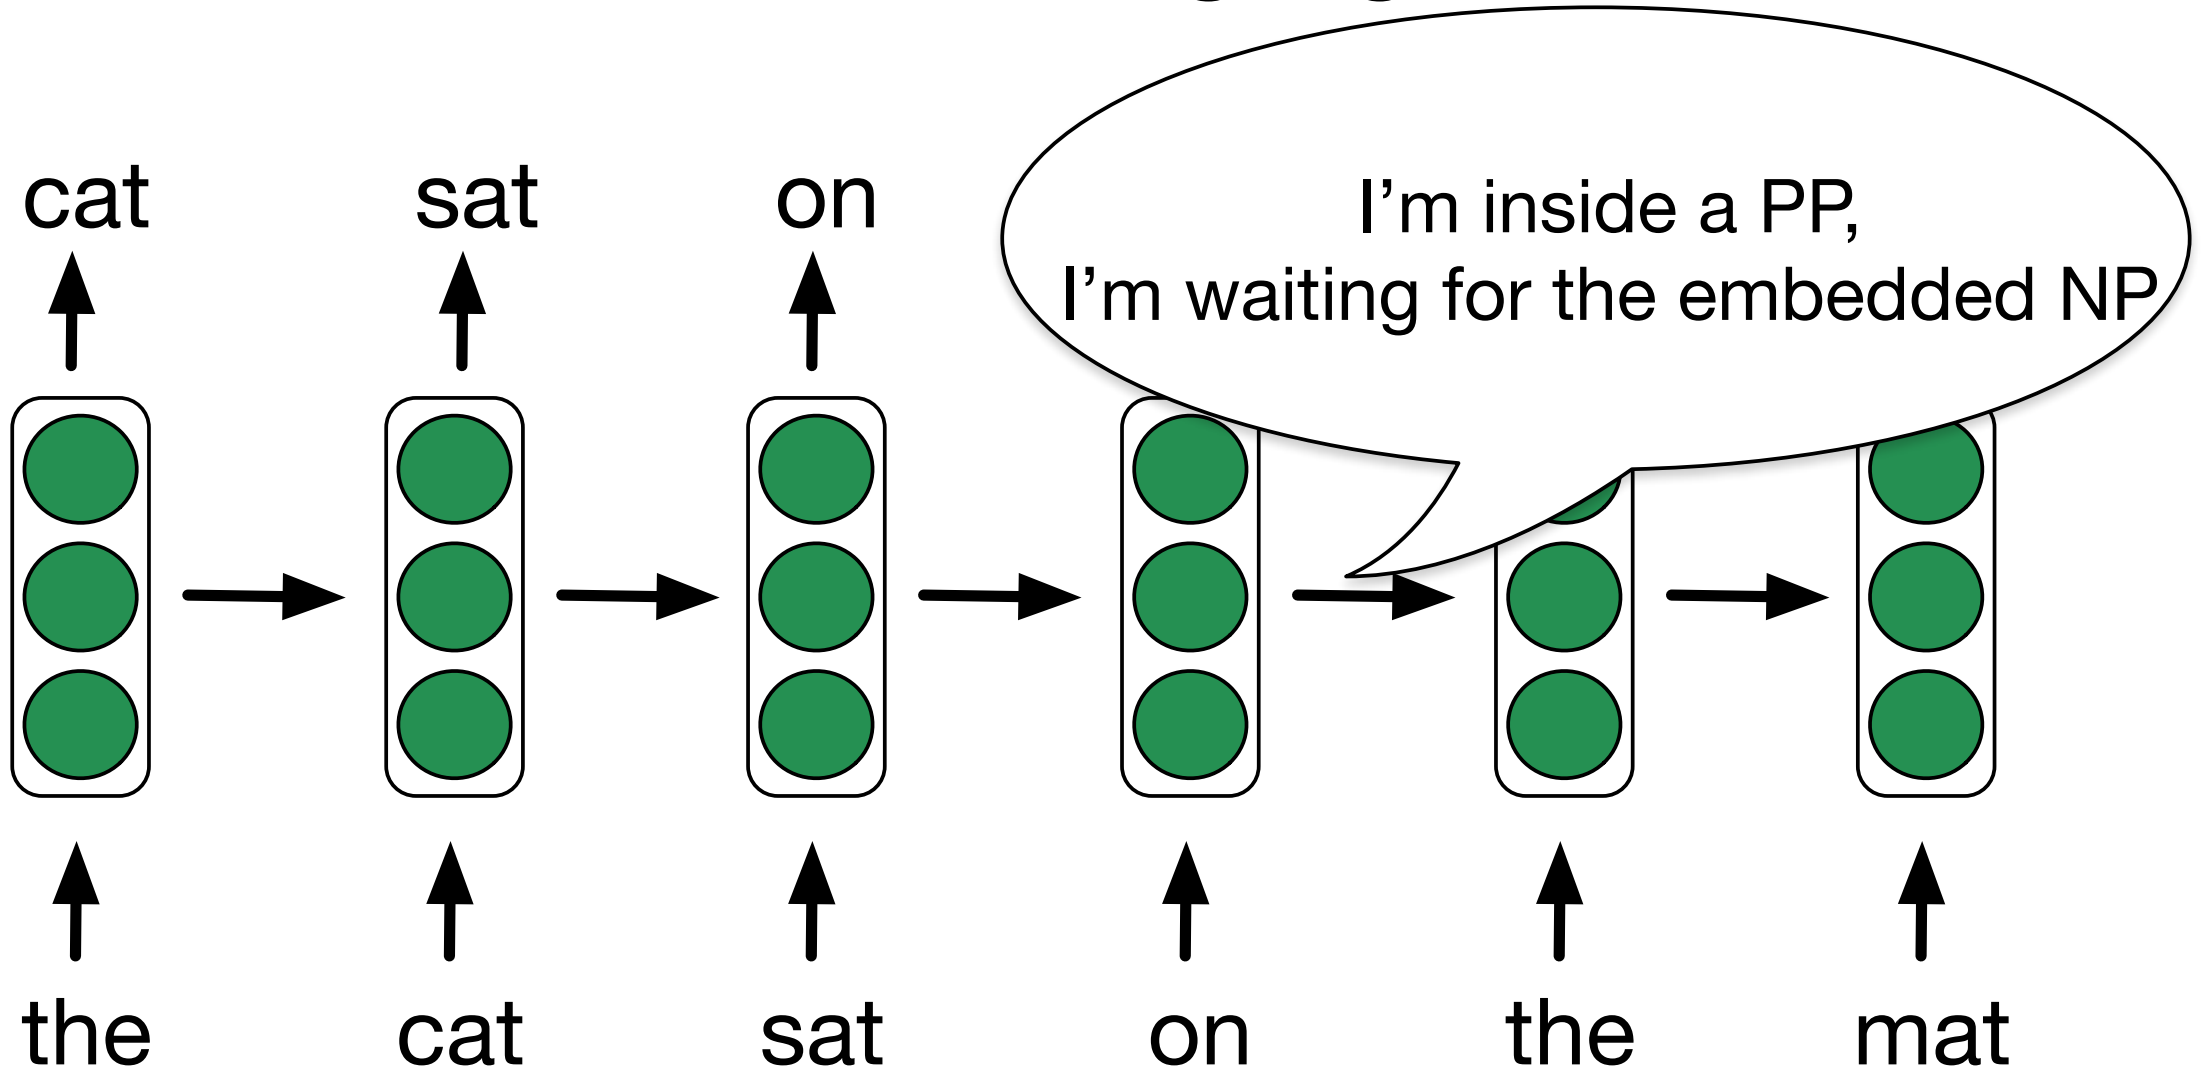 cat sat on
I'm inside a PP,
I'm waiting for the embedded NP
the cat sat on the mat